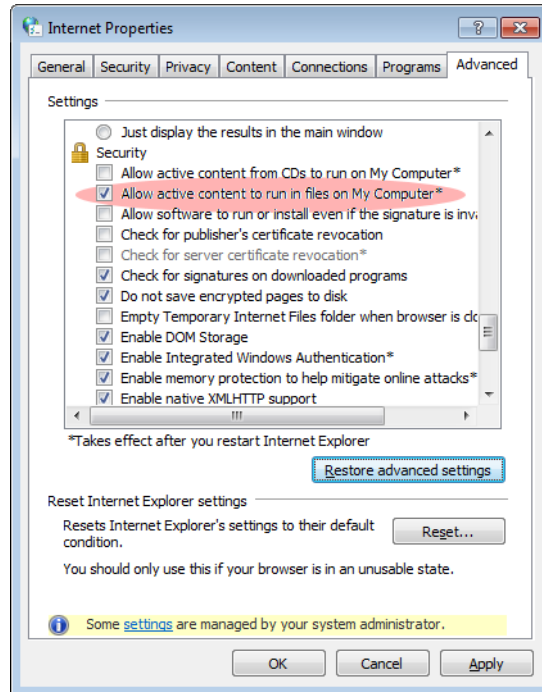 Internet Properties
General Security Privacy Content Connections Programs Advanced
Settings
Just display the results in the main window
Security
Allow active content from CDs to run on My Computer*
Allow active content to run in files on My Computer*
Allow software to run or install even if the signature is inva
Check for publisher's certificate revocation
Check for server certificate revocation*
Check for signatures on downloaded programs
Do not save encrypted pages to disk
Empty Temporary Internet Files folder when browser is clo
Enable DOM Storage
Enable Integrated Windows Authentication*
Enable memory protection to help mitigate online attacks*
Enable native XMLHTTP support
*Takes effect after you restart Internet Explorer
Restore advanced settings
Reset Internet Explorer settings
Resets Internet Explorer's settings to their default
condition.
Reset...
You should only use this if your browser is in an unusable state.
Some settings are managed by your system administrator.
OK Cancel Apply